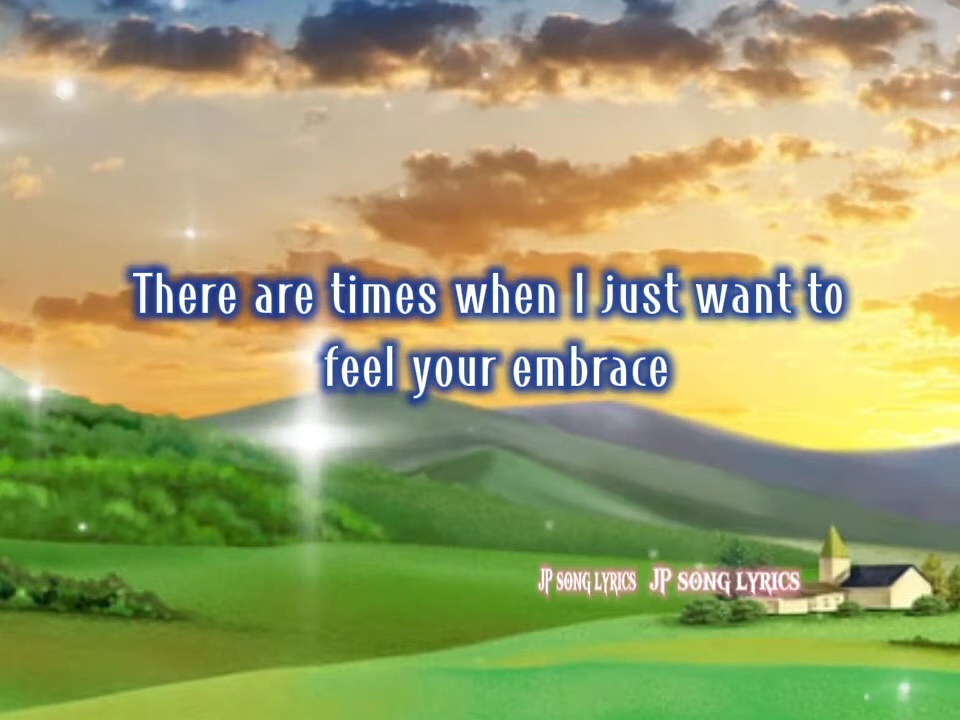 There are times when I just want to
feel your embrace
JP SONG LYRICS JP SONG LYRICS